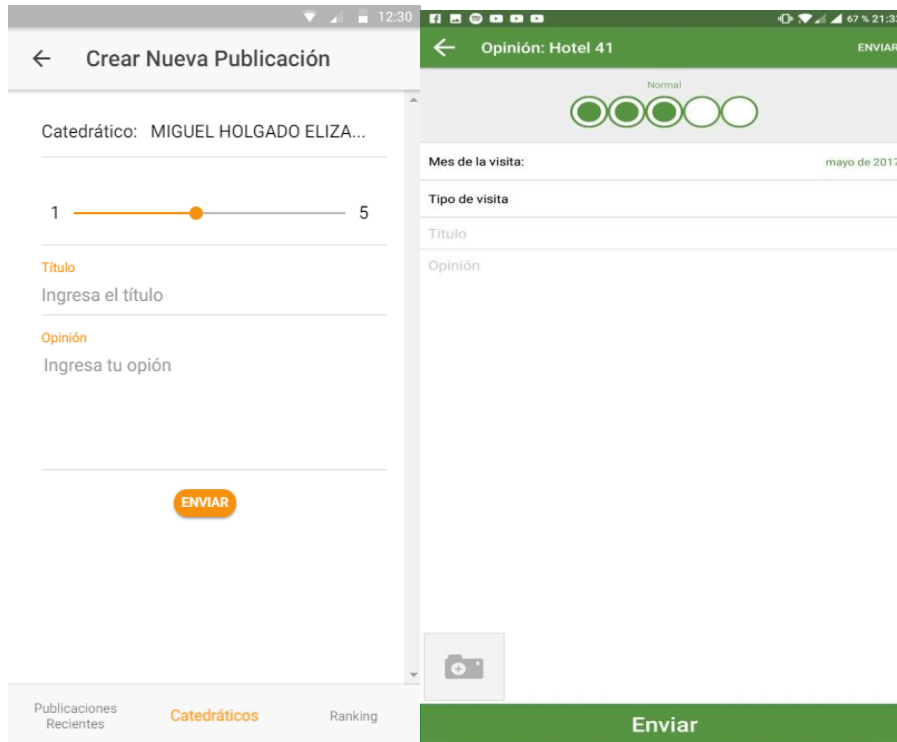 12:30
Crear Nueva Publicación
Catedrático: MIGUEL HOLGADO ELIZA...
1 5
Título
Ingresa el título
Opinión
Ingresa tu opión
ENVIAR
Publicaciones
Recientes
Catedráticos
Ranking
67 % 21:33
Opinión: Hotel 41
ENVIAR
Normal
Mes de la visita: mayo de 2017
Tipo de visita
Título
Opinión
Enviar